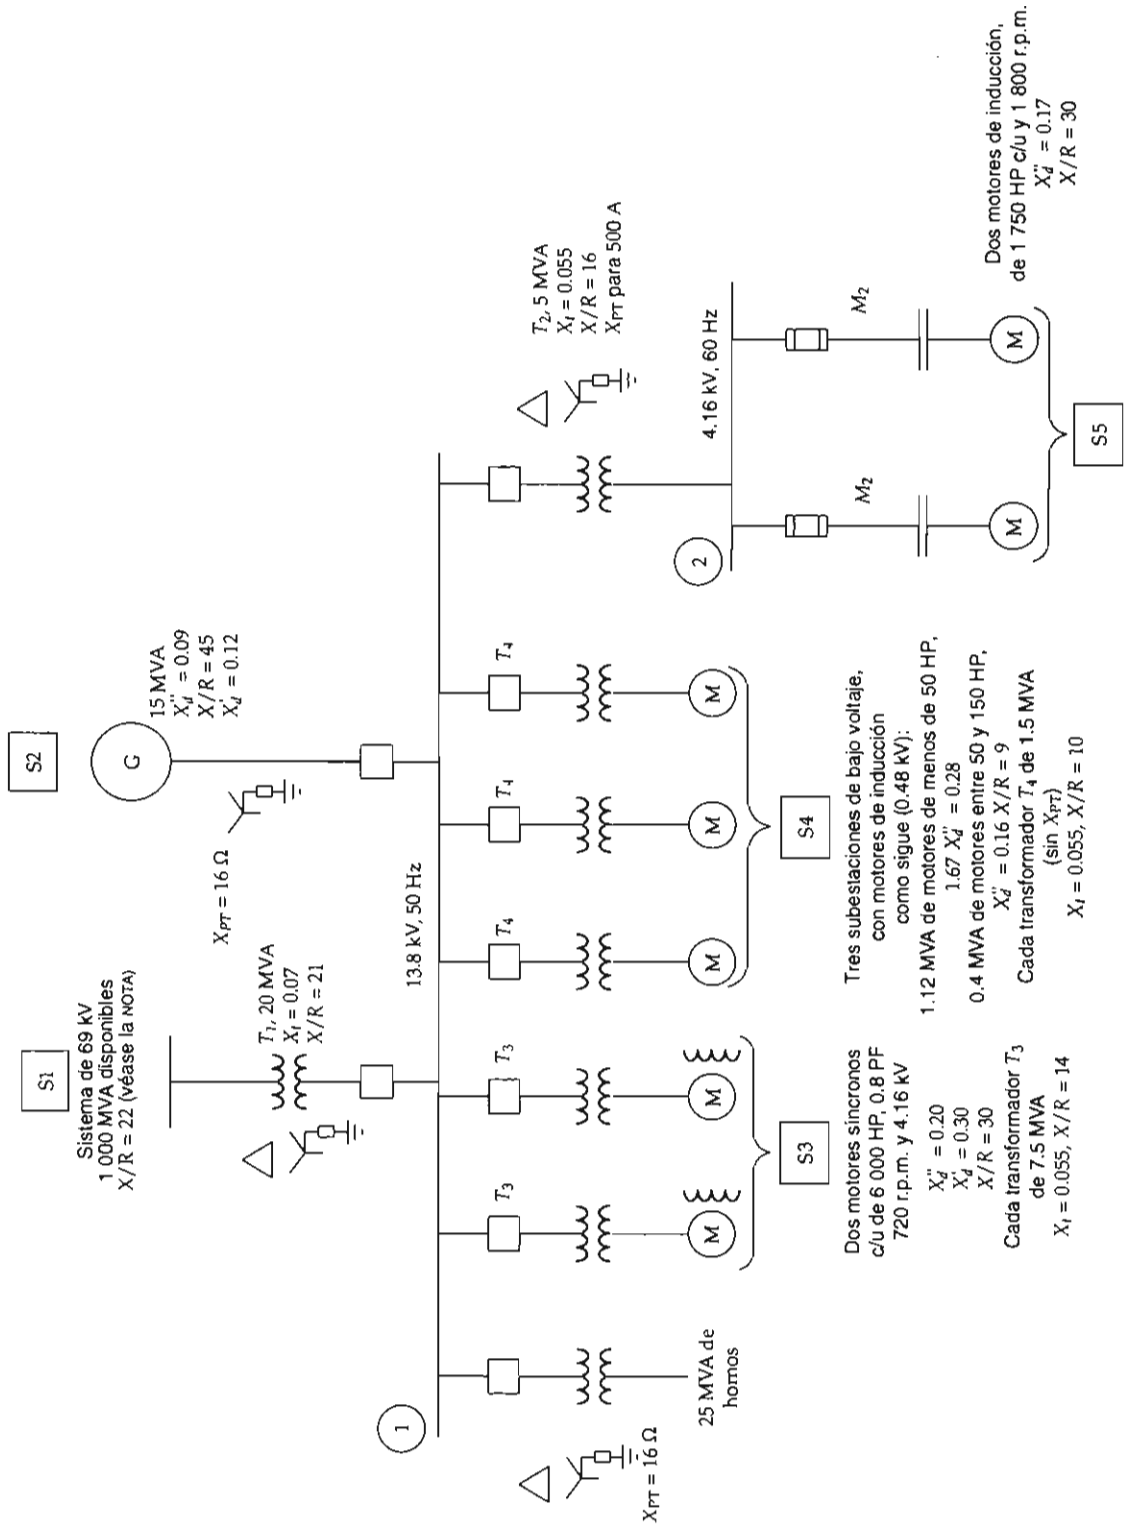 S1
Sistema de 69 kV
1 000 MVA disponibles
X/R = 22 (véase la NOTA)
T1, 20 MVA
Xt = 0.07
X/R = 21
S2
G
15 MVA
X''d = 0.09
X/R = 45
X'd = 0.12
XPT = 16 Ω
13.8 kV, 50 Hz
1
25 MVA de
hornos
XPT = 16 Ω
T3
T3
M
M
S3
Dos motores síncronos
c/u de 6 000 HP, 0.8 PF
720 r.p.m. y 4.16 kV
X''d = 0.20
X'd = 0.30
X/R = 30
Cada transformador T3
de 7.5 MVA
Xt = 0.055, X/R = 14
T4
T4
T4
M
M
M
S4
Tres subestaciones de bajo voltaje,
con motores de inducción
como sigue (0.48 kV):
1.12 MVA de motores de menos de 50 HP,
1.67 X''d = 0.28
0.4 MVA de motores entre 50 y 150 HP,
X''d = 0.16 X/R = 9
Cada transformador T4 de 1.5 MVA
(sin XPT)
Xt = 0.055, X/R = 10
T2, 5 MVA
Xt = 0.055
X/R = 16
XPT para 500 A
4.16 kV, 60 Hz
2
M2
M2
M
M
S5
Dos motores de inducción,
de 1 750 HP c/u y 1 800 r.p.m.
X''d = 0.17
X/R = 30